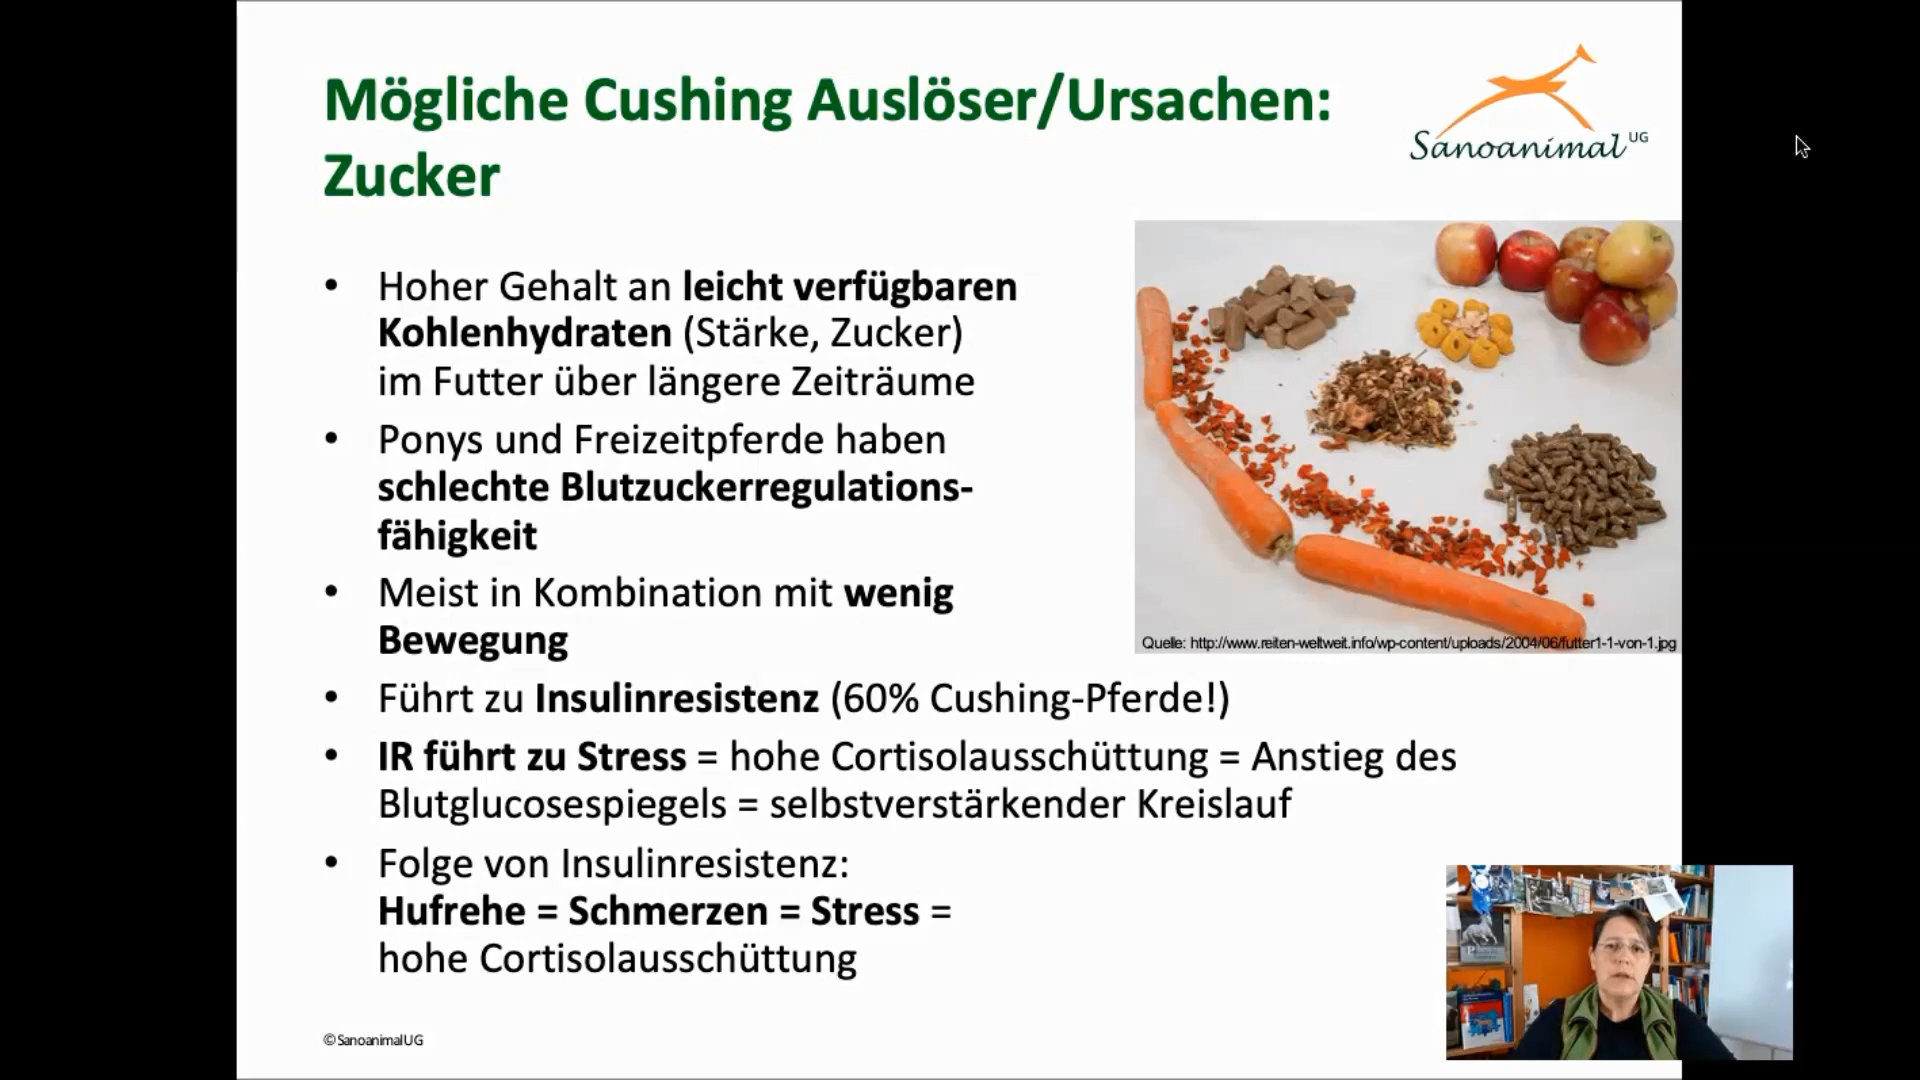 Mögliche Cushing Auslöser/Ursachen:
Zucker
Sanoanimal UG
• Hoher Gehalt an leicht verfügbaren
Kohlenhydraten (Stärke, Zucker)
im Futter über längere Zeiträume
• Ponys und Freizeitpferde haben
schlechte Blutzuckerregulations-
fähigkeit
• Meist in Kombination mit wenig
Bewegung
Quelle: http://www.reiten-weltweit.info/wp-content/uploads/2004/06/futter1-1-von-1.jpg
• Führt zu Insulinresistenz (60% Cushing-Pferde!)
• IR führt zu Stress = hohe Cortisolausschüttung = Anstieg des
Blutglucosespiegels = selbstverstärkender Kreislauf
• Folge von Insulinresistenz:
Hufrehe = Schmerzen = Stress =
hohe Cortisolausschüttung
©Sanoanimal UG